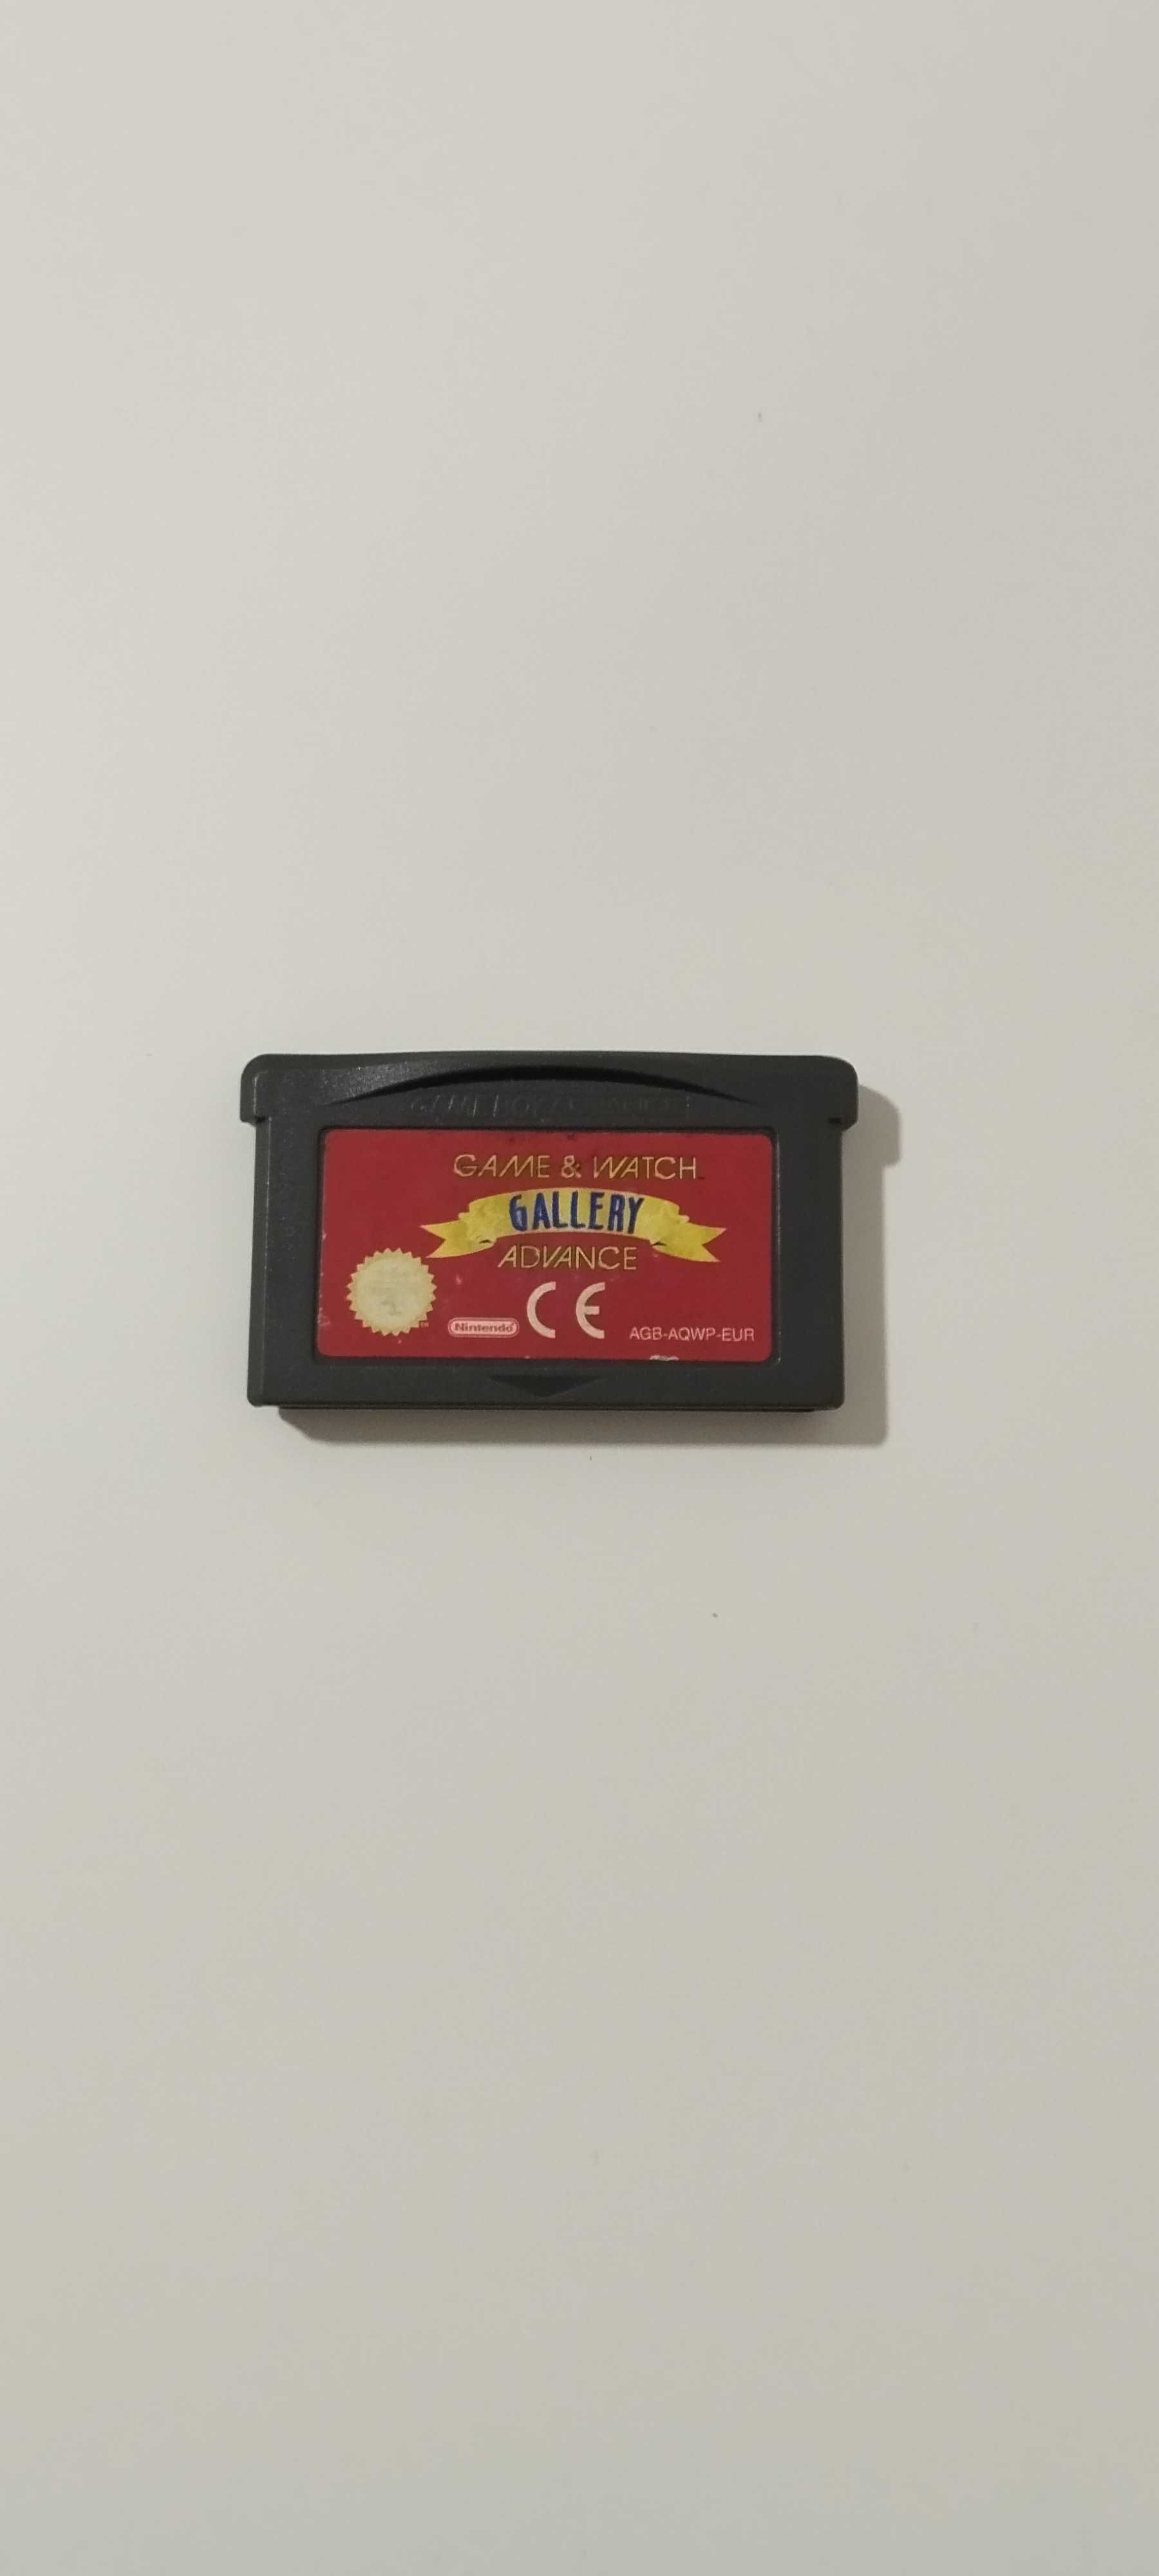 GAME BOY ADVANCE
GAME & WATCH
GALLERY
ADVANCE
Nintendo
CE
AGB-AQWP-EUR